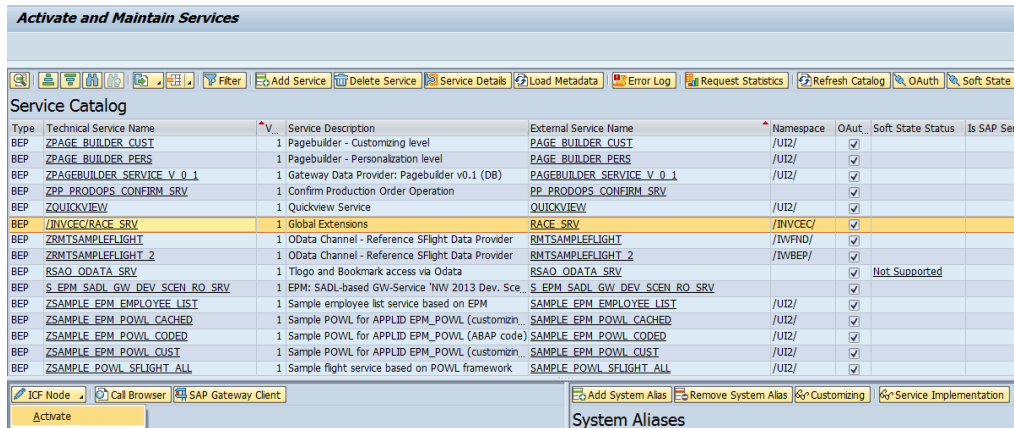 Activate and Maintain Services
Filter Add Service Delete Service Service Details Load Metadata Error Log Request Statistics Refresh Catalog OAuth Soft State
Service Catalog
Type Technical Service Name V... Service Description External Service Name Namespace OAut... Soft State Status Is SAP Ser
BEP ZPAGE_BUILDER_CUST 1 Pagebuilder - Customizing level PAGE_BUILDER_CUST /UI2/
BEP ZPAGE_BUILDER_PERS 1 Pagebuilder - Personalization level PAGE_BUILDER_PERS /UI2/
BEP ZPAGEBUILDER_SERVICE_V_0_1 1 Gateway Data Provider: Pagebuilder v0.1 (DB) PAGEBUILDER_SERVICE_V_0_1 /UI2/
BEP ZPP_PRODOPS_CONFIRM_SRV 1 Confirm Production Order Operation PP_PRODOPS_CONFIRM_SRV
BEP ZQUICKVIEW 1 Quickview Service QUICKVIEW /UI2/
BEP /INVCEC/RACE_SRV 1 Global Extensions RACE_SRV /INVCEC/
BEP ZRMTSAMPLEFLIGHT 1 OData Channel - Reference SFlight Data Provider RMTSAMPLEFLIGHT /IWFND/
BEP ZRMTSAMPLEFLIGHT_2 1 OData Channel - Reference SFlight Data Provider RMTSAMPLEFLIGHT_2 /IWBEP/
BEP RSAO_ODATA_SRV 1 Tlogo and Bookmark access via Odata RSAO_ODATA_SRV Not Supported
BEP S_EPM_SADL_GW_DEV_SCEN_RO_SRV 1 EPM: SADL-based GW-Service 'NW 2013 Dev. Sce... S_EPM_SADL_GW_DEV_SCEN_RO_SRV
BEP ZSAMPLE_EPM_EMPLOYEE_LIST 1 Sample employee list service based on EPM SAMPLE_EPM_EMPLOYEE_LIST /UI2/
BEP ZSAMPLE_EPM_POWL_CACHED 1 Sample POWL for APPLID EPM_POWL (customizin... SAMPLE_EPM_POWL_CACHED /UI2/
BEP ZSAMPLE_EPM_POWL_CODED 1 Sample POWL for APPLID EPM_POWL (ABAP code) SAMPLE_EPM_POWL_CODED /UI2/
BEP ZSAMPLE_EPM_POWL_CUST 1 Sample POWL for APPLID EPM_POWL (customizin... SAMPLE_EPM_POWL_CUST /UI2/
BEP ZSAMPLE_POWL_SFLIGHT_ALL 1 Sample flight service based on POWL framework SAMPLE_POWL_SFLIGHT_ALL /UI2/
ICF Node Call Browser SAP Gateway Client Add System Alias Remove System Alias Customizing Service Implementation
Activate
System Aliases